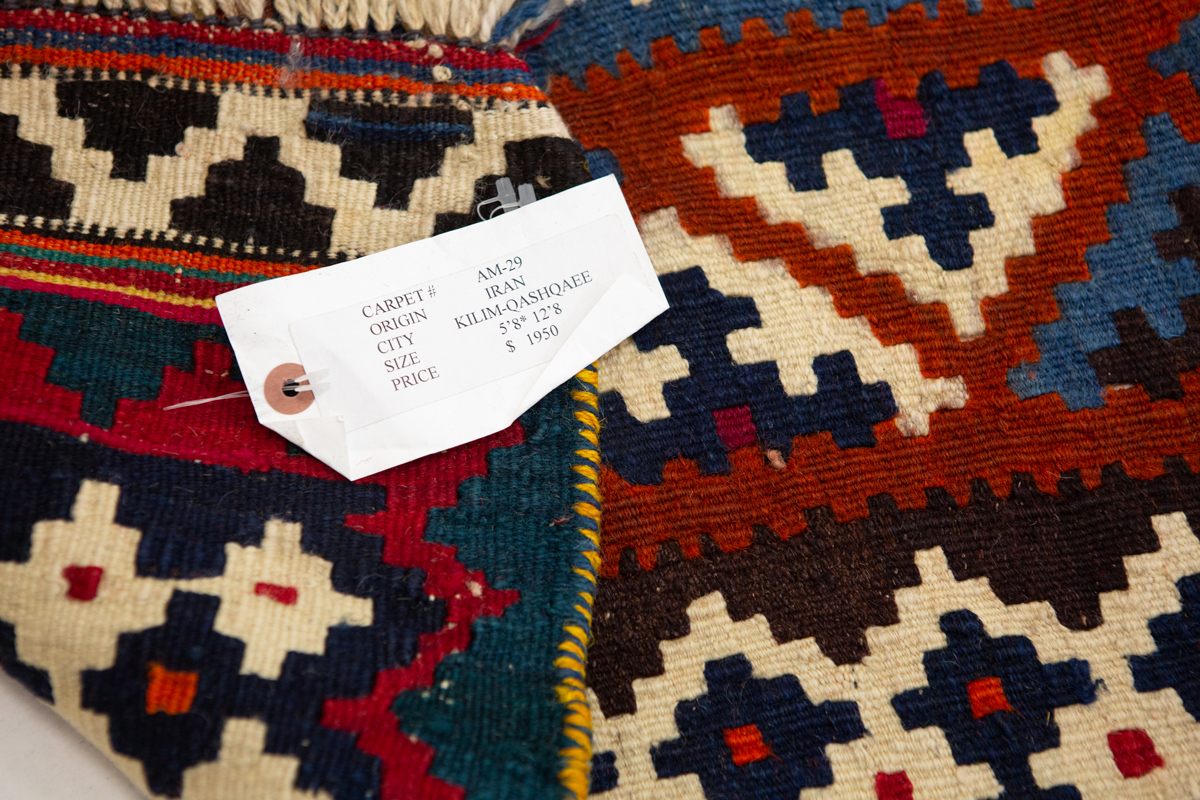 CARPET # AM-29
ORIGIN IRAN
CITY KILIM-QASHQAEE
SIZE 5'8* 12'8
PRICE $ 1950